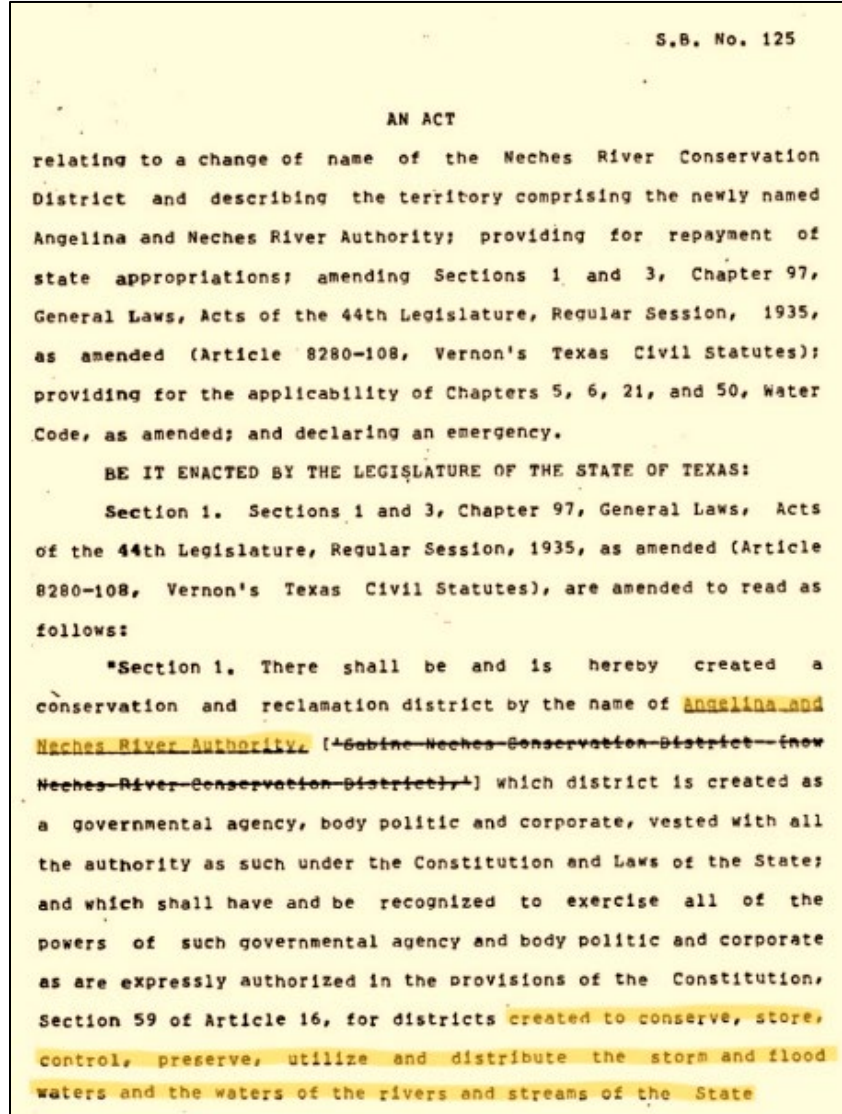 S.B. No. 125
AN ACT
relating to a change of name of the Neches River Conservation
District and describing the territory comprising the newly named
Angelina and Neches River Authority; providing for repayment of
state appropriations; amending Sections 1 and 3, Chapter 97,
General Laws, Acts of the 44th Legislature, Regular Session, 1935,
as amended (Article 8280-108, Vernon's Texas Civil Statutes);
providing for the applicability of Chapters 5, 6, 21, and 50, Water
Code, as amended; and declaring an emergency.
BE IT ENACTED BY THE LEGISLATURE OF THE STATE OF TEXAS:
Section 1. Sections 1 and 3, Chapter 97, General Laws, Acts
of the 44th Legislature, Regular Session, 1935, as amended (Article
8280-108, Vernon's Texas Civil Statutes), are amended to read as
follows:
"Section 1. There shall be and is hereby created a
conservation and reclamation district by the name of Angelina and
Neches River Authority, ['Sabine-Neches-Conservation-District--(now
Neches-River-Conservation-District),'] which district is created as
a governmental agency, body politic and corporate, vested with all
the authority as such under the Constitution and Laws of the State;
and which shall have and be recognized to exercise all of the
powers of such governmental agency and body politic and corporate
as are expressly authorized in the provisions of the Constitution,
Section 59 of Article 16, for districts created to conserve, store,
control, preserve, utilize and distribute the storm and flood
waters and the waters of the rivers and streams of the State